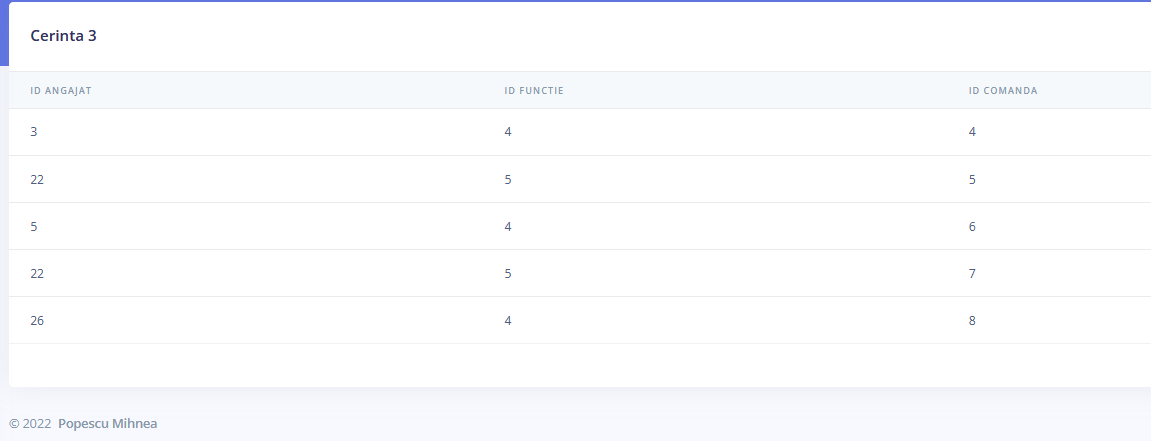 Cerinta 3
ID ANGAJAT ID FUNCTIE ID COMANDA
3 4 4
22 5 5
5 4 6
22 5 7
26 4 8
© 2022 Popescu Mihnea